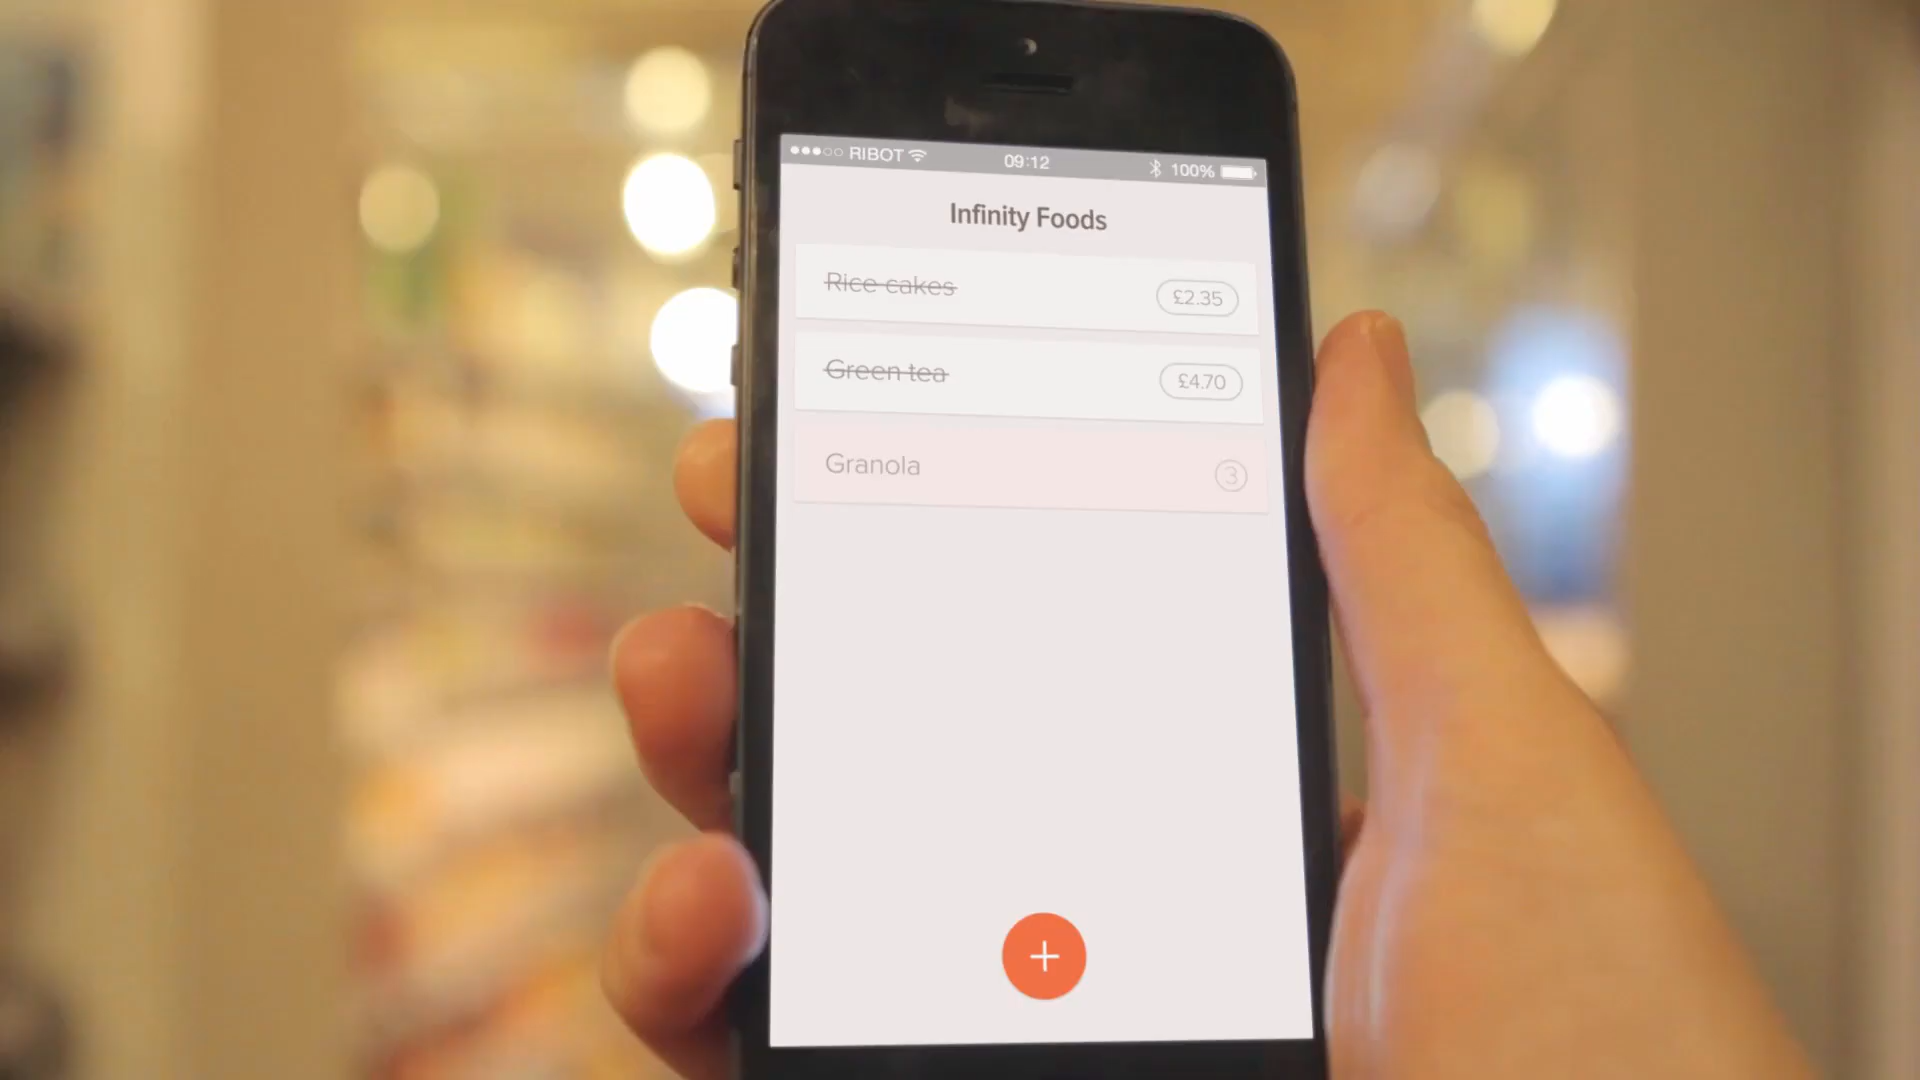 RIBOT 09:12 100%
Infinity Foods
Rice cakes £2.35
Green tea £4.70
Granola 3
+